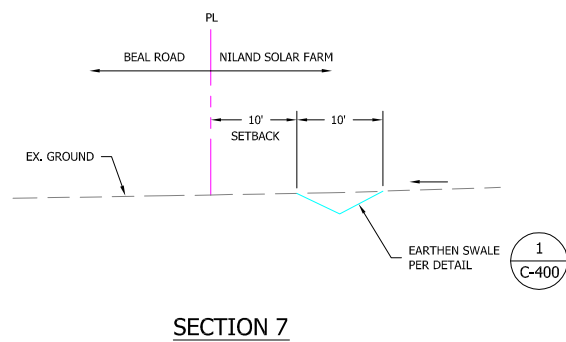 PL
BEAL ROAD
NILAND SOLAR FARM
10'
10'
SETBACK
EX. GROUND
EARTHEN SWALE
PER DETAIL
1
C-400
SECTION 7